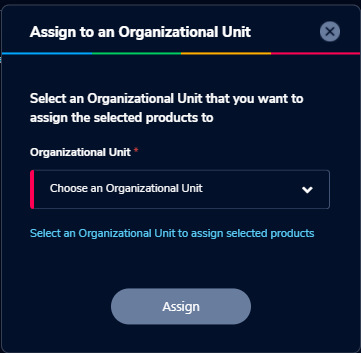 Assign to an Organizational Unit
Select an Organizational Unit that you want to
assign the selected products to
Organizational Unit *
Choose an Organizational Unit
Select an Organizational Unit to assign selected products
Assign